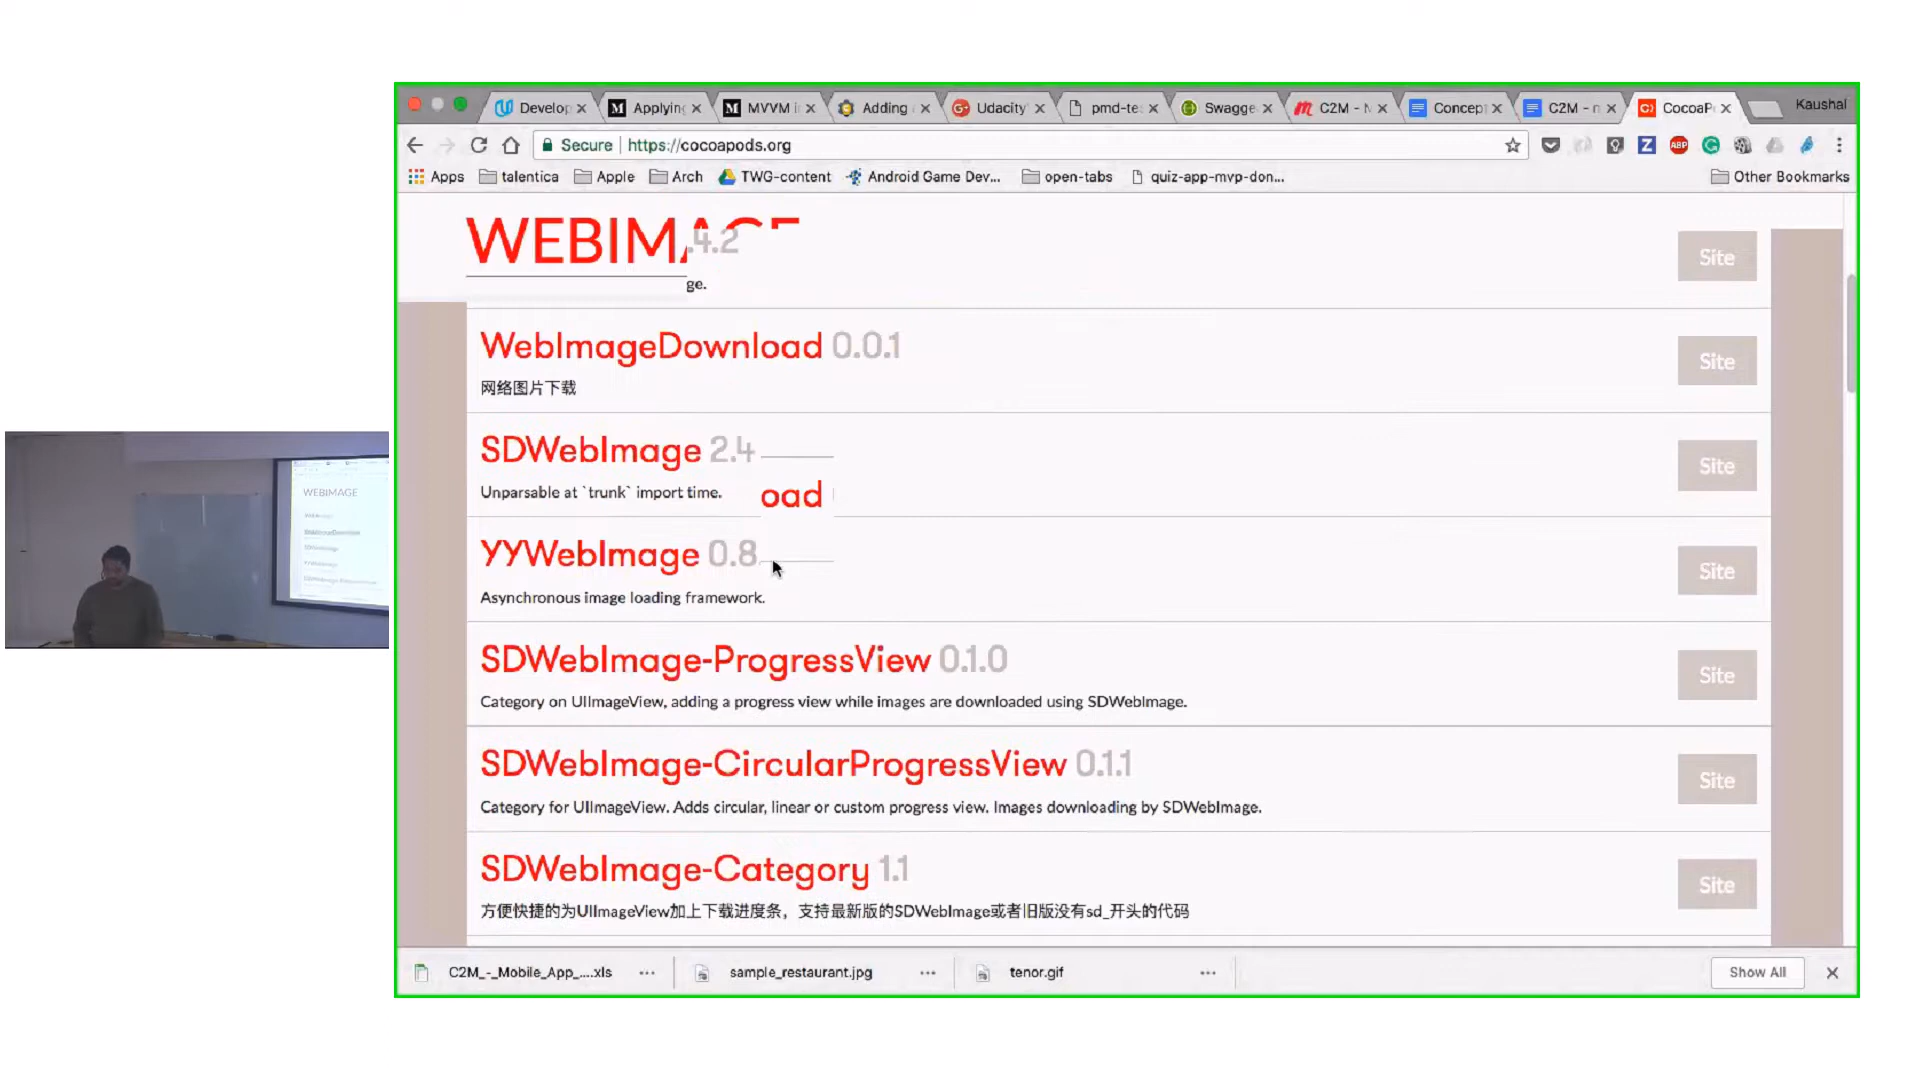 Develop
Applying
MVVM i
Adding
Udacity
pmd-te
Swagge
C2M - N
Concept
C2M - n
CocoaP
Kaushal
Secure | https://cocoapods.org
Apps
talentica
Apple
Arch
TWG-content
Android Game Dev...
open-tabs
quiz-app-mvp-don...
Other Bookmarks
WEBIMAGE
.4.2
Site
ge.
WebImageDownload 0.0.1
Site
网络图片下载
SDWebImage 2.4
Site
Unparsable at `trunk` import time.
oad
YYWebImage 0.8
Site
Asynchronous image loading framework.
SDWebImage-ProgressView 0.1.0
Site
Category on UIImageView, adding a progress view while images are downloaded using SDWebImage.
SDWebImage-CircularProgressView 0.1.1
Site
Category for UIImageView. Adds circular, linear or custom progress view. Images downloading by SDWebImage.
SDWebImage-Category 1.1
Site
方便快捷的为UIImageView加上下载进度条，支持最新版的SDWebImage或者旧版没有sd_开头的代码
C2M_-_Mobile_App_....xls
sample_restaurant.jpg
tenor.gif
Show All
WEBIMAGE